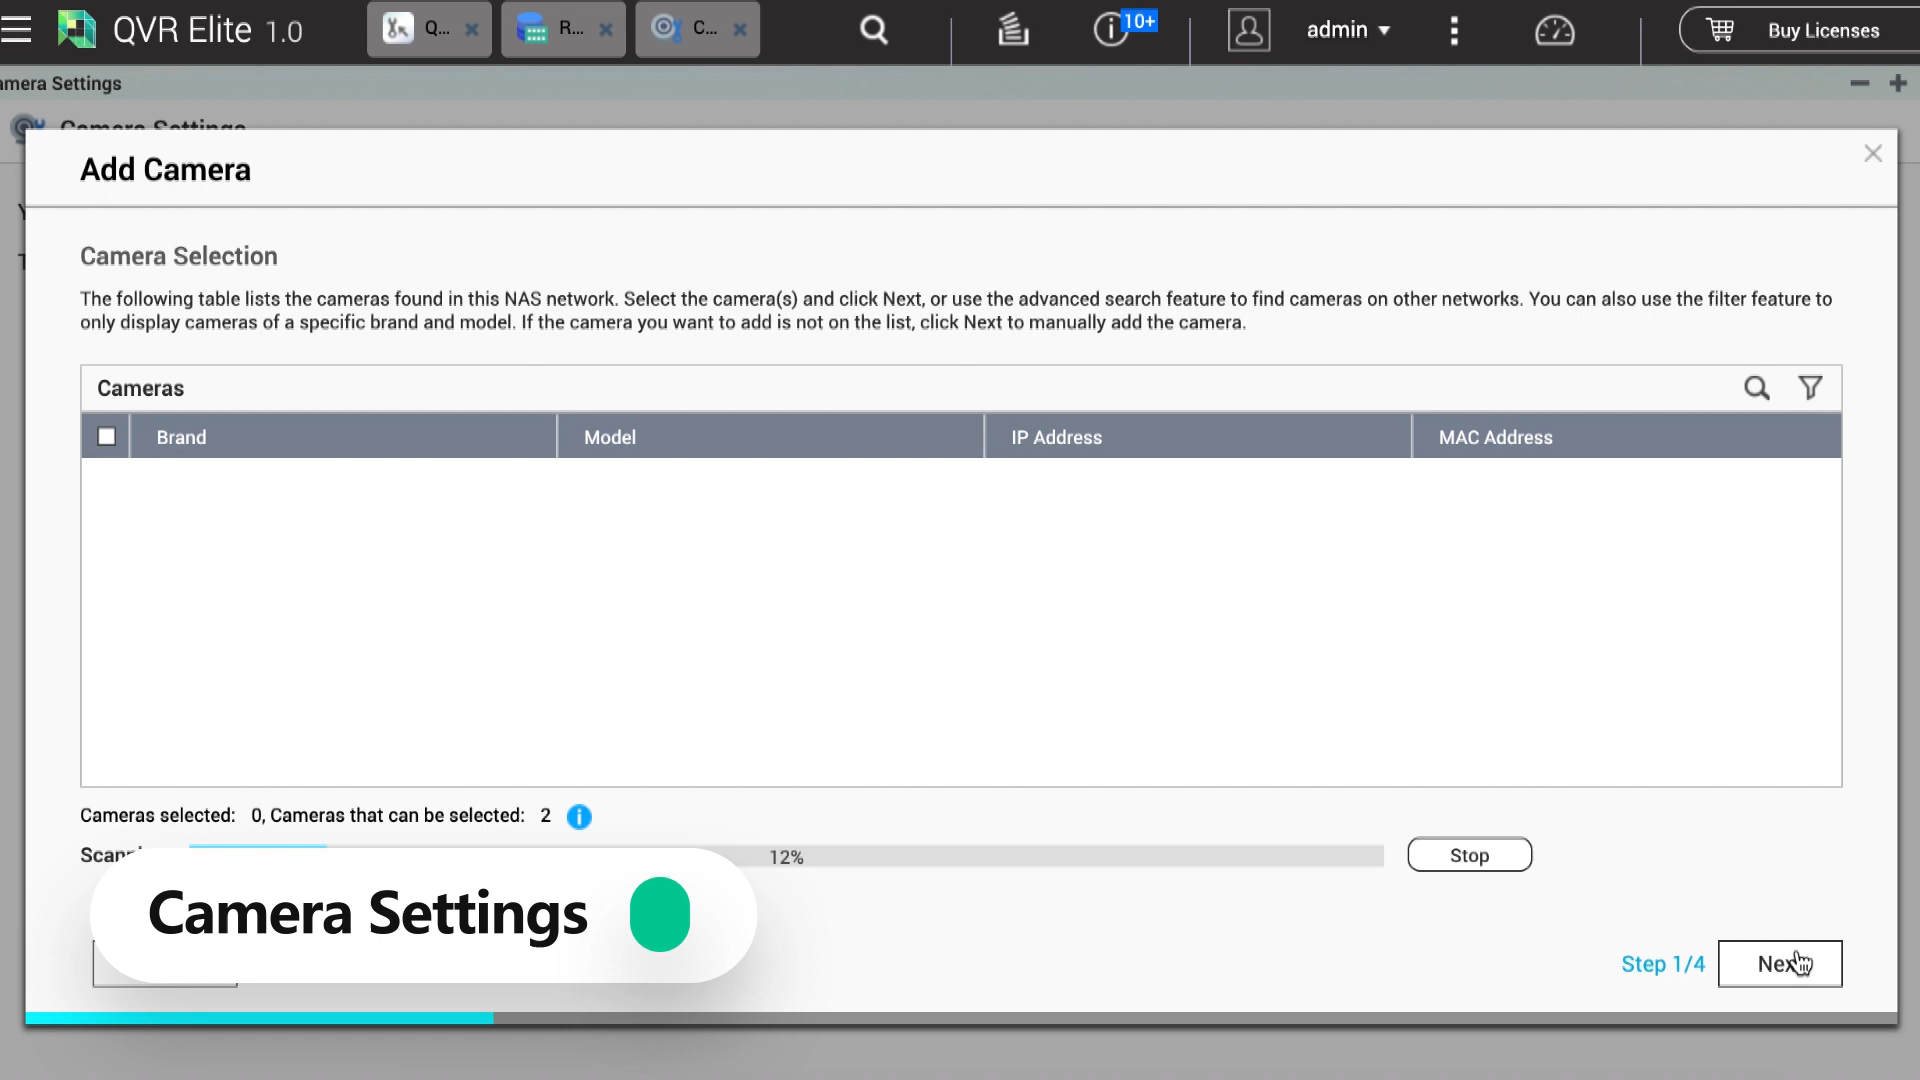 QVR Elite 1.0
Q...
R...
C...
10+
admin
Buy Licenses
amera Settings
Camera Settings
Add Camera
Camera Selection
The following table lists the cameras found in this NAS network. Select the camera(s) and click Next, or use the advanced search feature to find cameras on other networks. You can also use the filter feature to
only display cameras of a specific brand and model. If the camera you want to add is not on the list, click Next to manually add the camera.
Cameras
Brand
Model
IP Address
MAC Address
Cameras selected: 0, Cameras that can be selected: 2
12%
Stop
Camera Settings
Step 1/4
Next